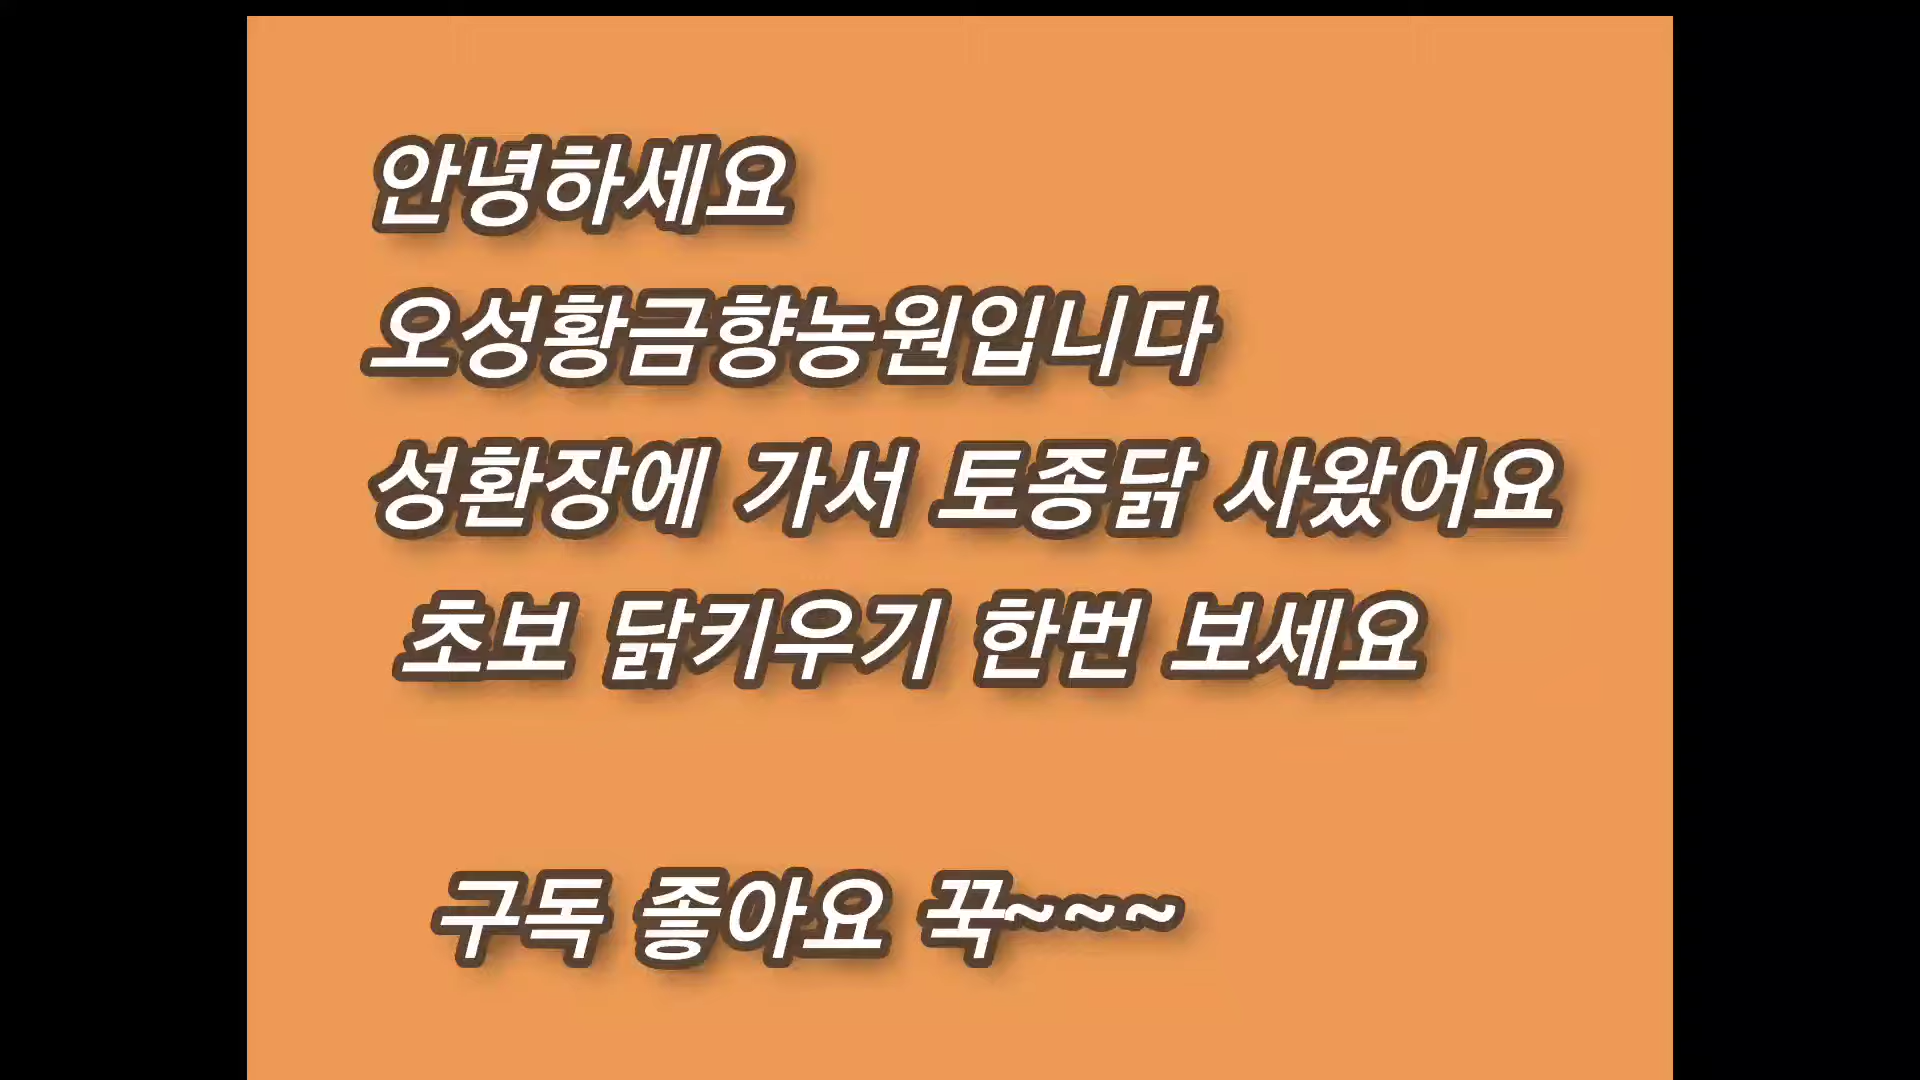 안녕하세요
오성황금향농원입니다
성환장에 가서 토종닭 사왔어요
초보 닭키우기 한번 보세요
구독 좋아요 꾹~~~